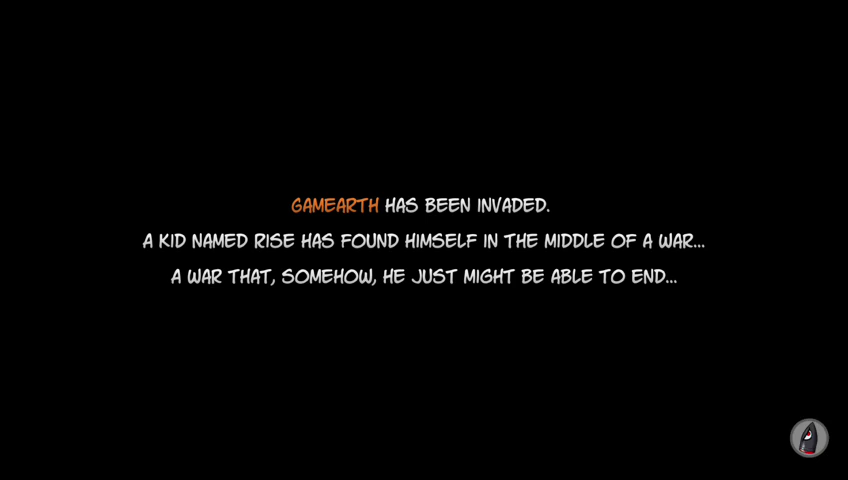 GAMEARTH HAS BEEN INVADED.
A KID NAMED RISE HAS FOUND HIMSELF IN THE MIDDLE OF A WAR...
A WAR THAT, SOMEHOW, HE JUST MIGHT BE ABLE TO END...